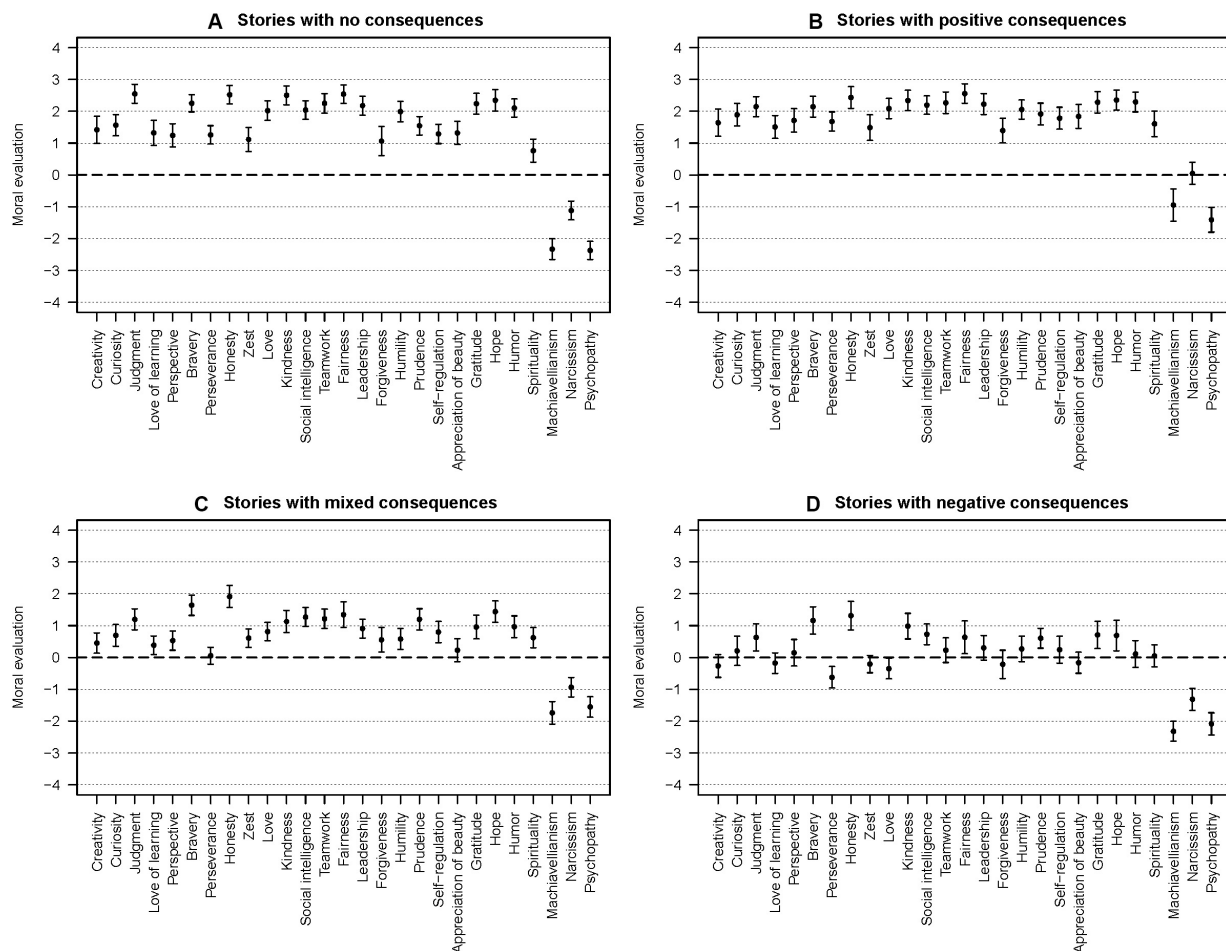 A Stories with no consequences
Moral evaluation
4
3
2
1
0
−1
−2
−3
−4
Creativity
Curiosity
Judgment
Love of learning
Perspective
Bravery
Perseverance
Honesty
Zest
Love
Kindness
Social intelligence
Teamwork
Fairness
Leadership
Forgiveness
Humility
Prudence
Self−regulation
Appreciation of beauty
Gratitude
Hope
Humor
Spirituality
Machiavellianism
Narcissism
Psychopathy
B Stories with positive consequences
Moral evaluation
4
3
2
1
0
−1
−2
−3
−4
Creativity
Curiosity
Judgment
Love of learning
Perspective
Bravery
Perseverance
Honesty
Zest
Love
Kindness
Social intelligence
Teamwork
Fairness
Leadership
Forgiveness
Humility
Prudence
Self−regulation
Appreciation of beauty
Gratitude
Hope
Humor
Spirituality
Machiavellianism
Narcissism
Psychopathy
C Stories with mixed consequences
Moral evaluation
4
3
2
1
0
−1
−2
−3
−4
Creativity
Curiosity
Judgment
Love of learning
Perspective
Bravery
Perseverance
Honesty
Zest
Love
Kindness
Social intelligence
Teamwork
Fairness
Leadership
Forgiveness
Humility
Prudence
Self−regulation
Appreciation of beauty
Gratitude
Hope
Humor
Spirituality
Machiavellianism
Narcissism
Psychopathy
D Stories with negative consequences
Moral evaluation
4
3
2
1
0
−1
−2
−3
−4
Creativity
Curiosity
Judgment
Love of learning
Perspective
Bravery
Perseverance
Honesty
Zest
Love
Kindness
Social intelligence
Teamwork
Fairness
Leadership
Forgiveness
Humility
Prudence
Self−regulation
Appreciation of beauty
Gratitude
Hope
Humor
Spirituality
Machiavellianism
Narcissism
Psychopathy